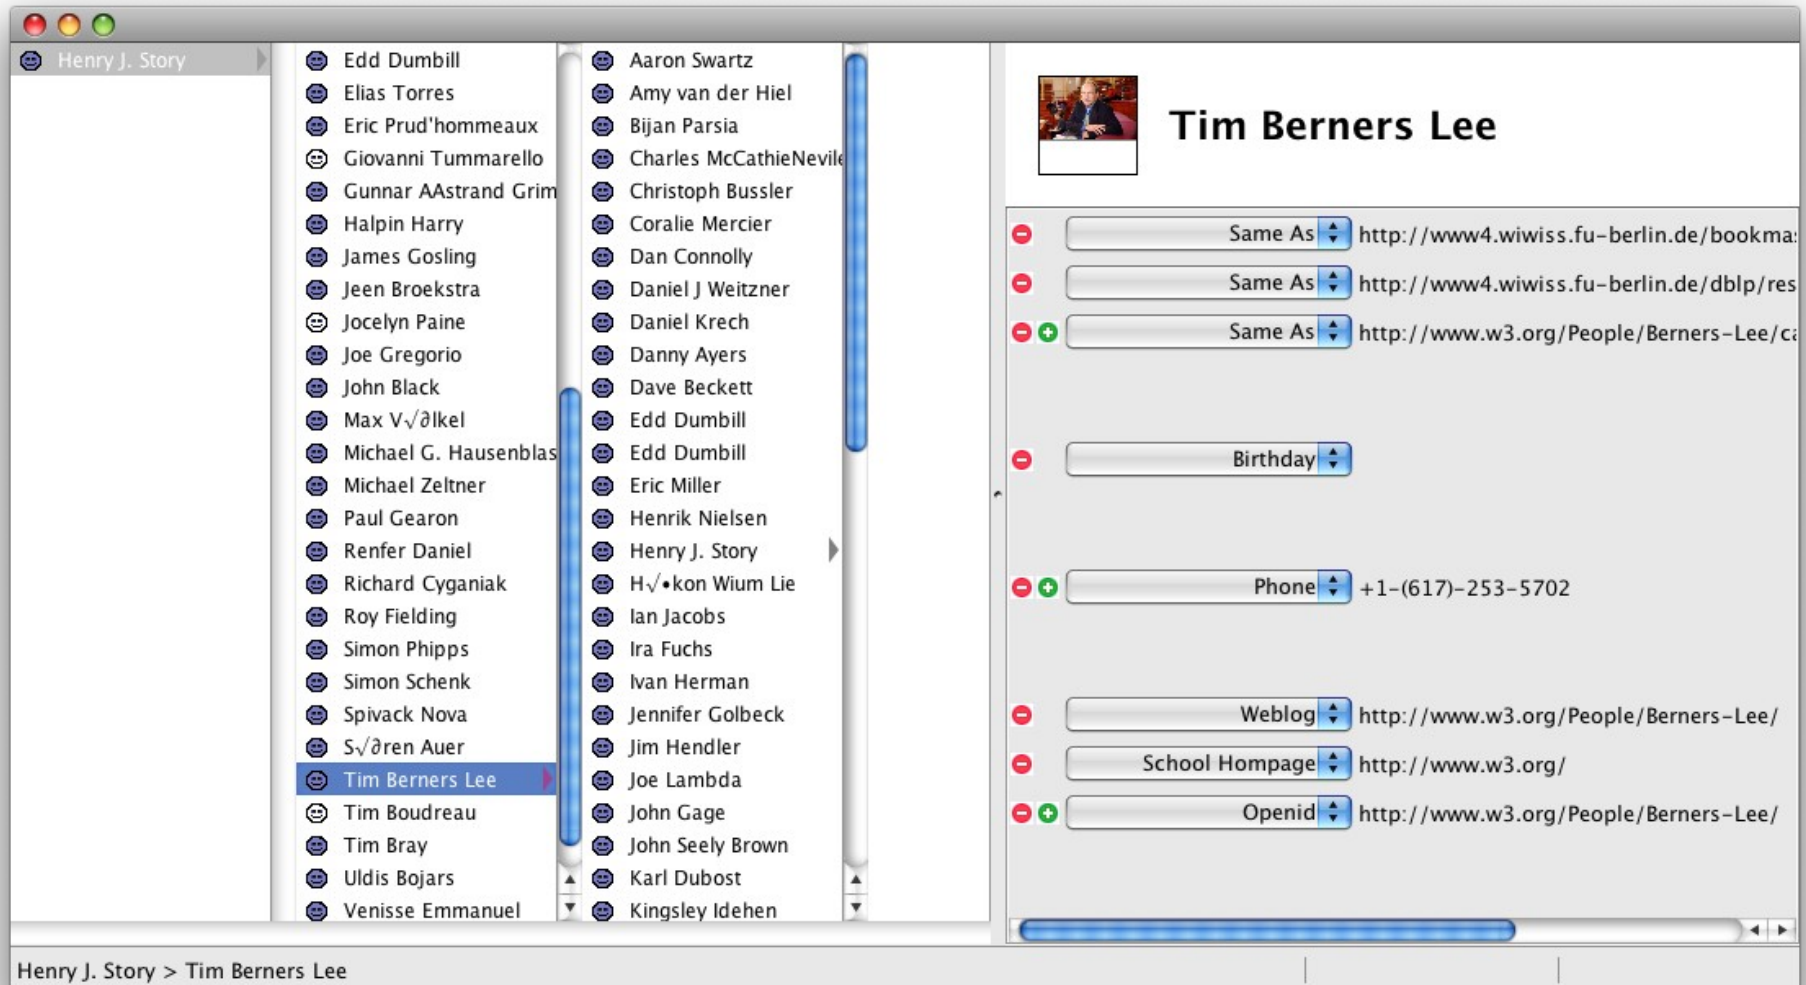 Henry J. Story
Edd Dumbill
Elias Torres
Eric Prud'hommeaux
Giovanni Tummarello
Gunnar AAstrand Grim
Halpin Harry
James Gosling
Jeen Broekstra
Jocelyn Paine
Joe Gregorio
John Black
Max V√∂lkel
Michael G. Hausenblas
Michael Zeltner
Paul Gearon
Renfer Daniel
Richard Cyganiak
Roy Fielding
Simon Phipps
Simon Schenk
Spivack Nova
S√∂ren Auer
Tim Berners Lee
Tim Boudreau
Tim Bray
Uldis Bojars
Venisse Emmanuel
Aaron Swartz
Amy van der Hiel
Bijan Parsia
Charles McCathieNevile
Christoph Bussler
Coralie Mercier
Dan Connolly
Daniel J Weitzner
Daniel Krech
Danny Ayers
Dave Beckett
Edd Dumbill
Edd Dumbill
Eric Miller
Henrik Nielsen
Henry J. Story
H√•kon Wium Lie
Ian Jacobs
Ira Fuchs
Ivan Herman
Jennifer Golbeck
Jim Hendler
Joe Lambda
John Gage
John Seely Brown
Karl Dubost
Kingsley Idehen
Tim Berners Lee
Same As http://www4.wiwiss.fu-berlin.de/bookma
Same As http://www4.wiwiss.fu-berlin.de/dblp/res
Same As http://www.w3.org/People/Berners-Lee/ca
Birthday
Phone +1-(617)-253-5702
Weblog http://www.w3.org/People/Berners-Lee/
School Hompage http://www.w3.org/
Openid http://www.w3.org/People/Berners-Lee/
Henry J. Story > Tim Berners Lee